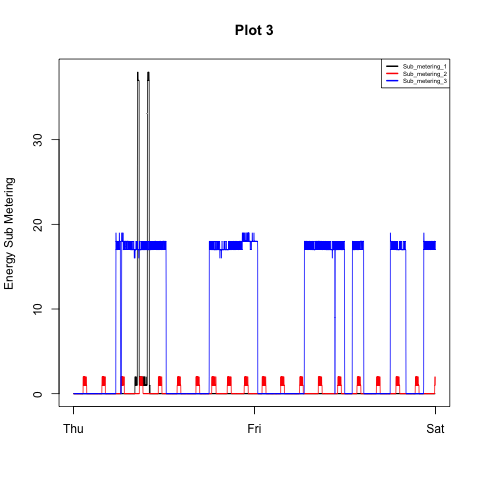 Plot 3
Sub_metering_1
Sub_metering_2
Sub_metering_3
Energy Sub Metering
30
20
10
0
Thu Fri Sat